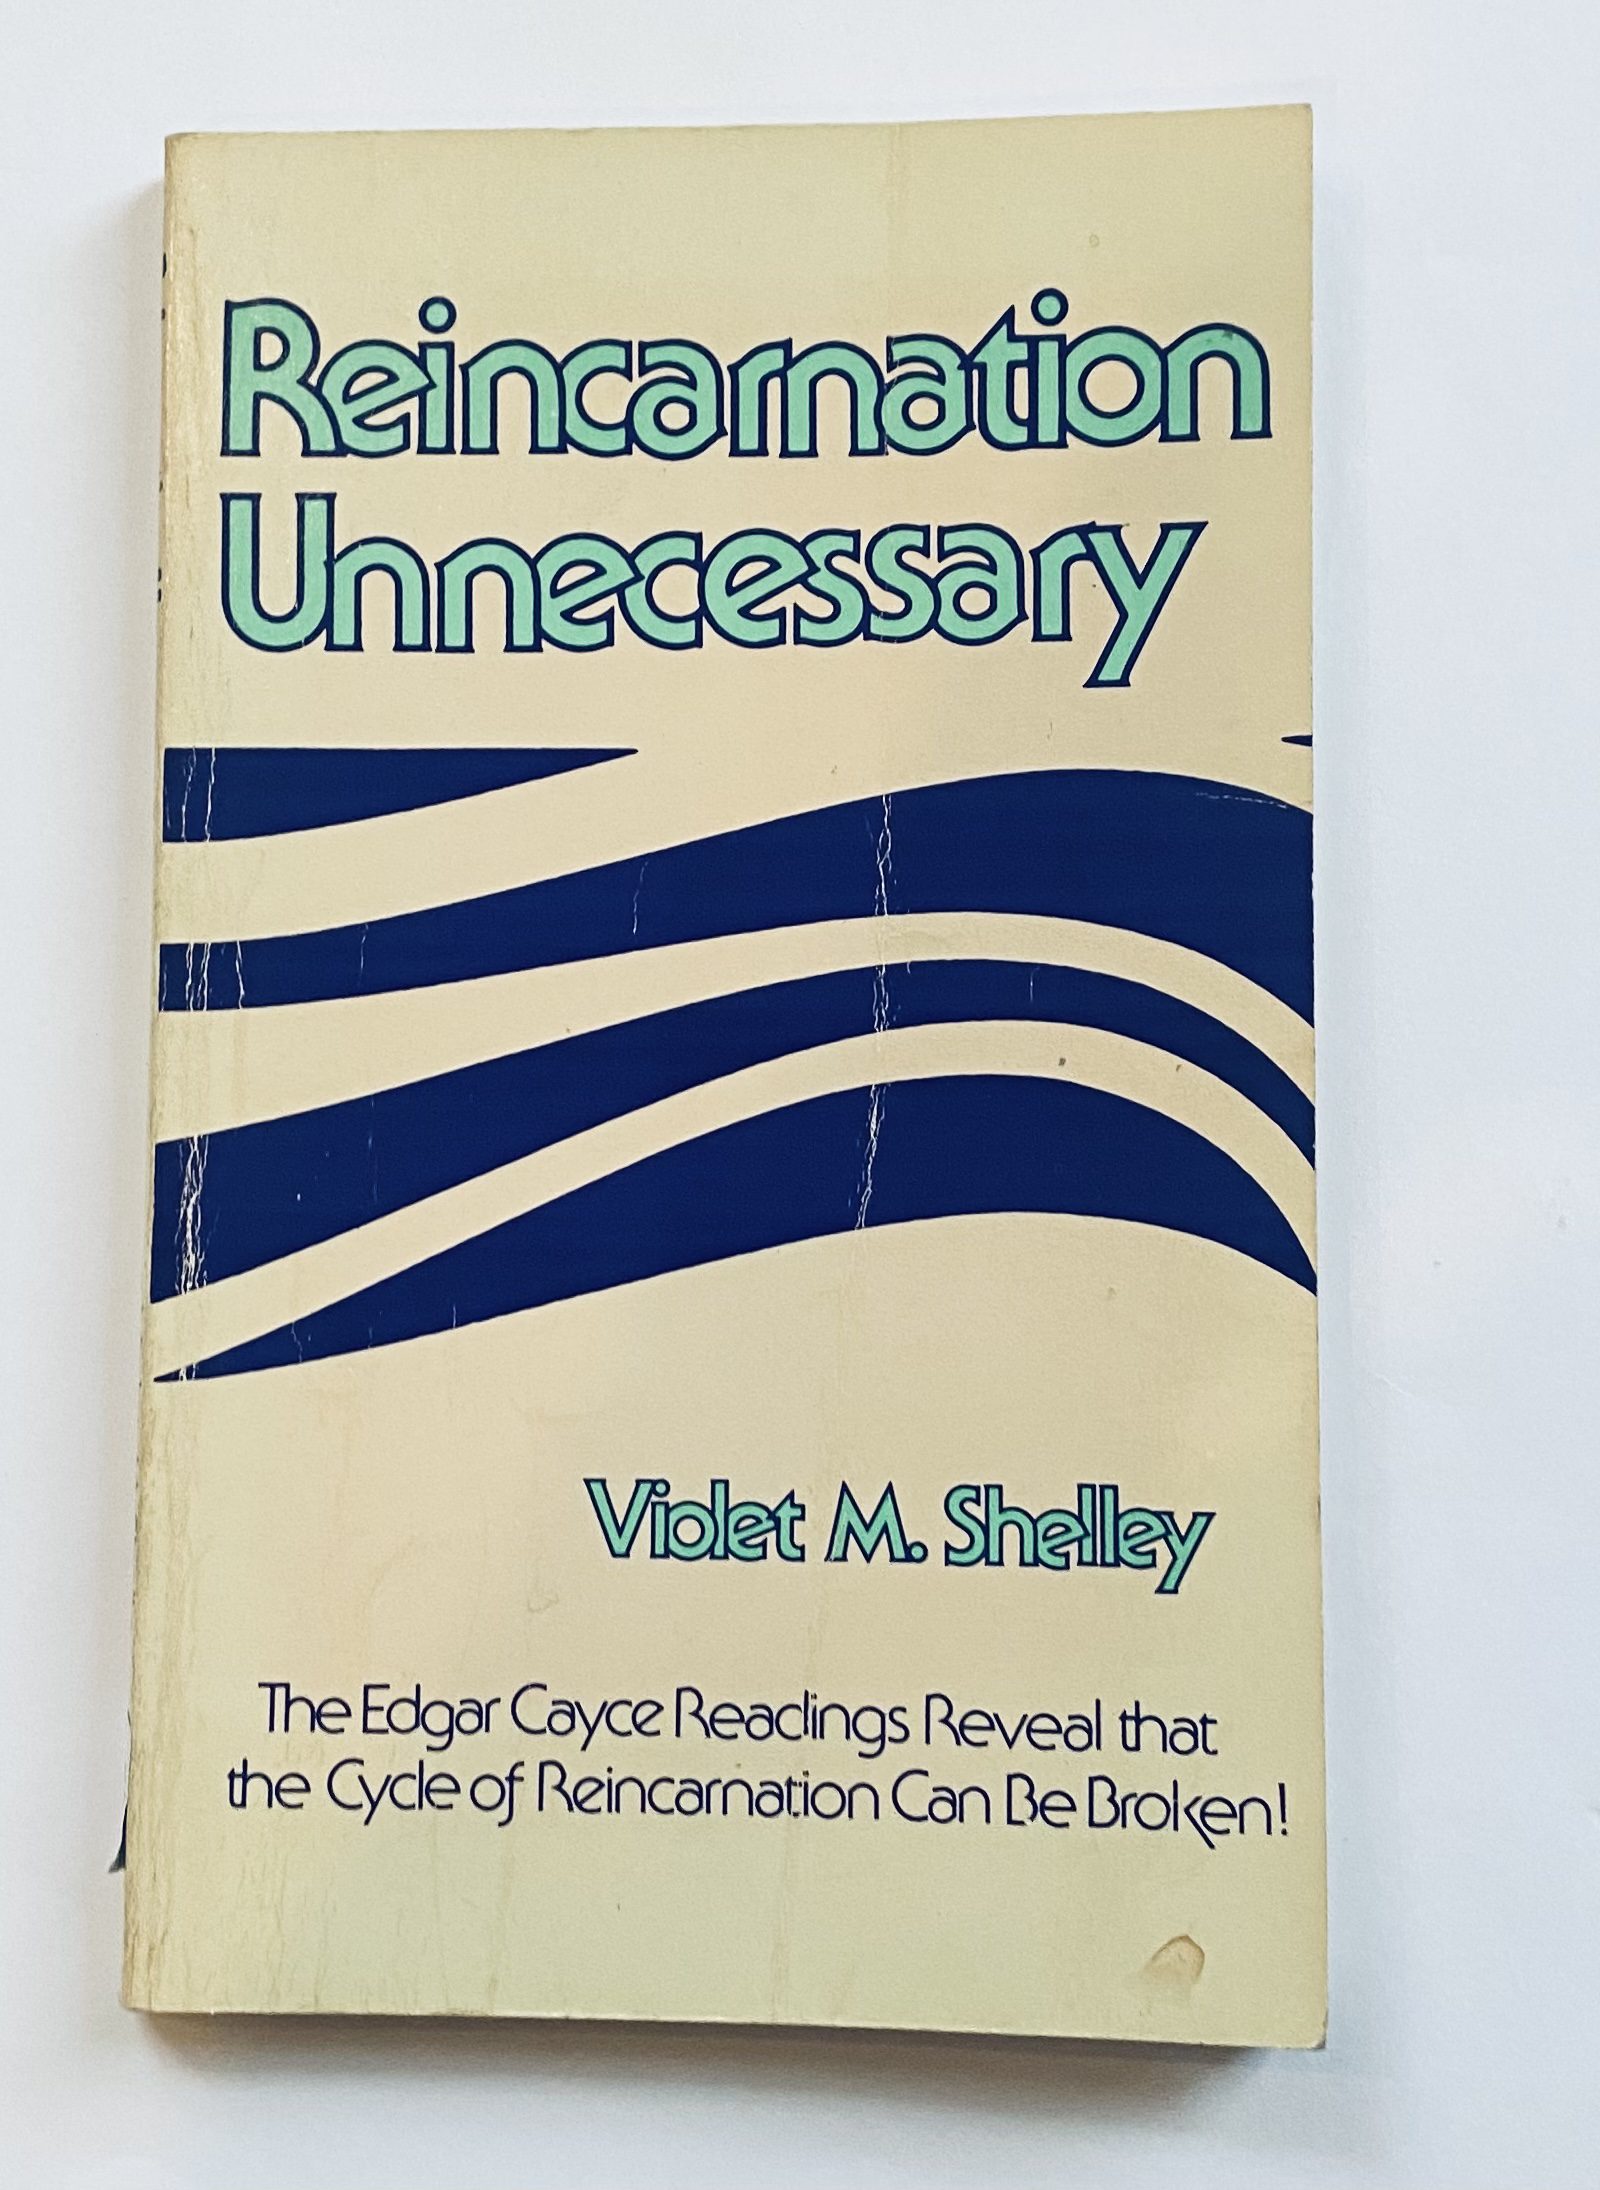 Reincarnation
Unnecessary
Violet M. Shelley
The Edgar Cayce Readings Reveal that
the Cycle of Reincarnation Can Be Broken!